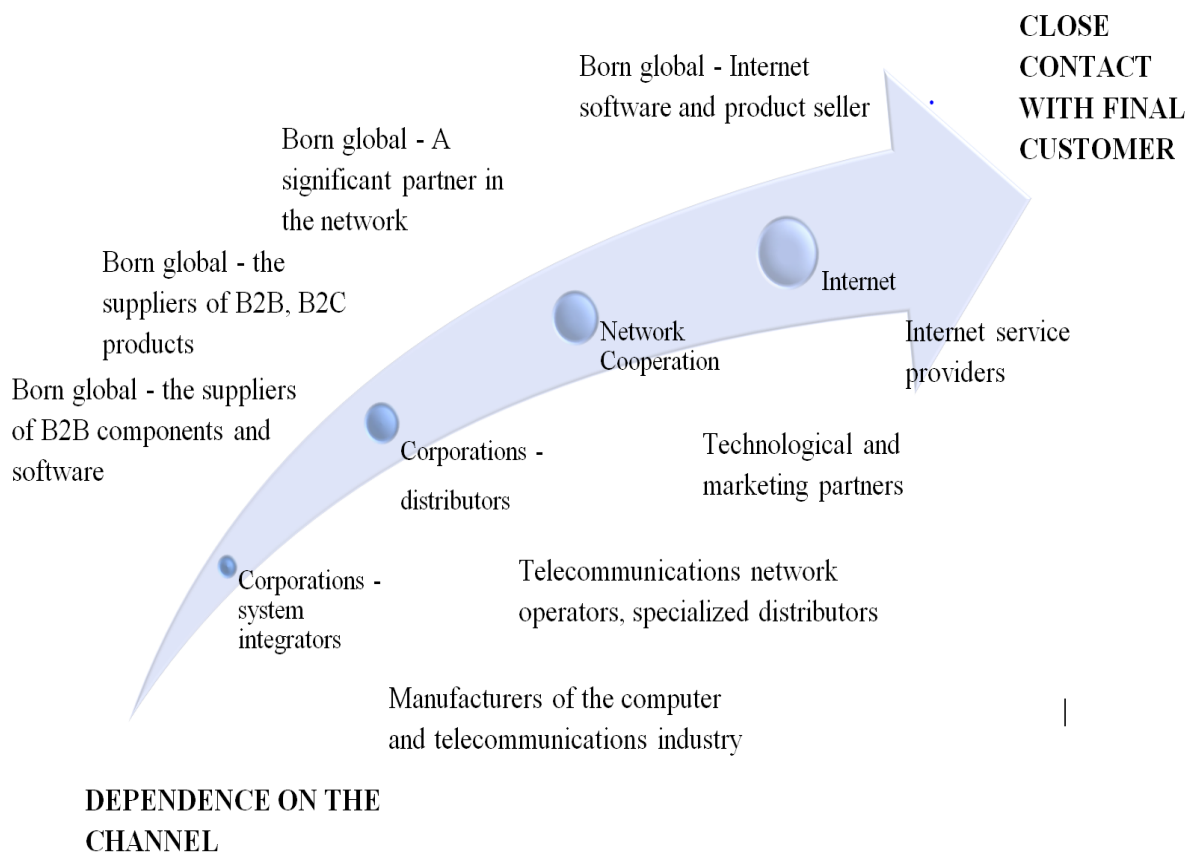 CLOSE
CONTACT
WITH FINAL
CUSTOMER
Born global - Internet
software and product seller
Born global - A
significant partner in
the network
Born global - the
suppliers of B2B, B2C
products
Born global - the suppliers
of B2B components and
software
Internet
Network
Cooperation
Corporations -
distributors
Corporations -
system
integrators
Internet service
providers
Technological and
marketing partners
Telecommunications network
operators, specialized distributors
Manufacturers of the computer
and telecommunications industry
DEPENDENCE ON THE
CHANNEL